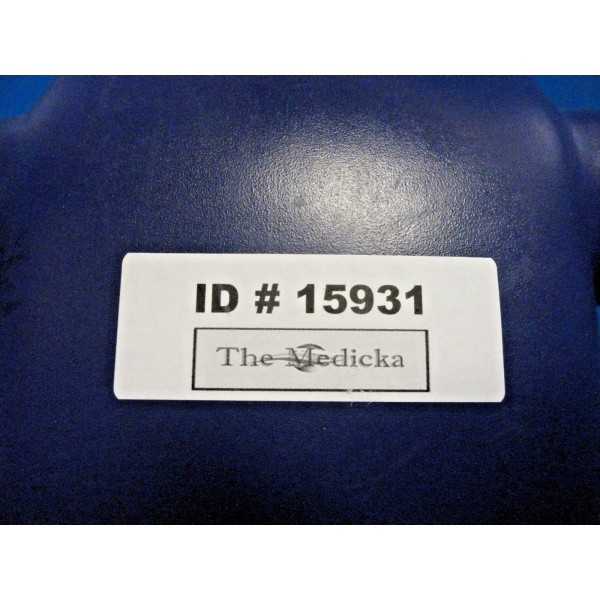 ID # 15931
The Medicka